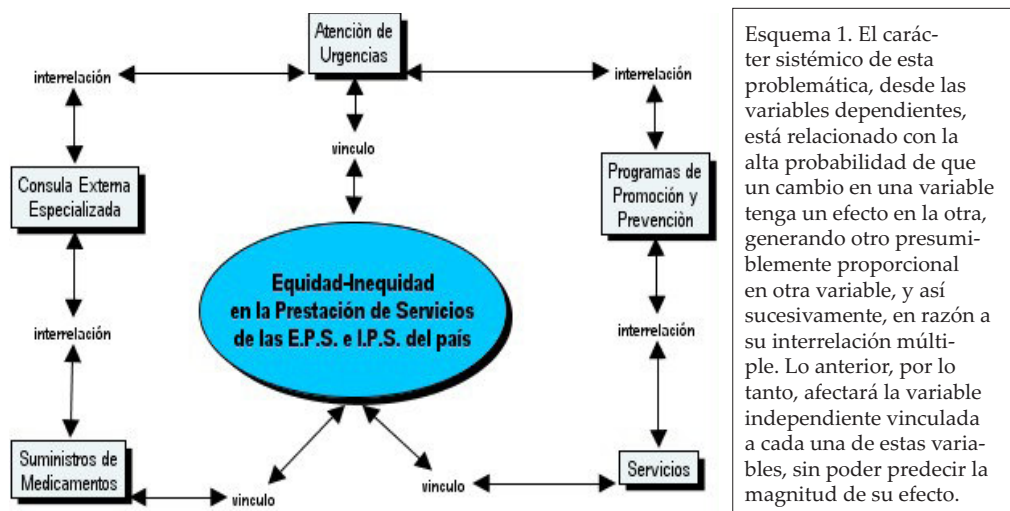 Atenciòn de
Urgencias
interrelación
interrelación
vinculo
Consula Externa
Especializada
Programas de
Promoción y
Prevenciòn
Equidad-Inequidad
en la Prestación de Servicios
de las E.P.S. e I.P.S. del país
interrelación
interrelación
Suministros de
Medicamentos
vinculo
vinculo
Servicios
Esquema 1. El carác-
ter sistémico de esta
problemática, desde las
variables dependientes,
está relacionado con la
alta probabilidad de que
un cambio en una variable
tenga un efecto en la otra,
generando otro presumi-
blemente proporcional
en otra variable, y así
sucesivamente, en razón a
su interrelación múlti-
ple. Lo anterior, por lo
tanto, afectará la variable
independiente vinculada
a cada una de estas varia-
bles, sin poder predecir la
magnitud de su efecto.